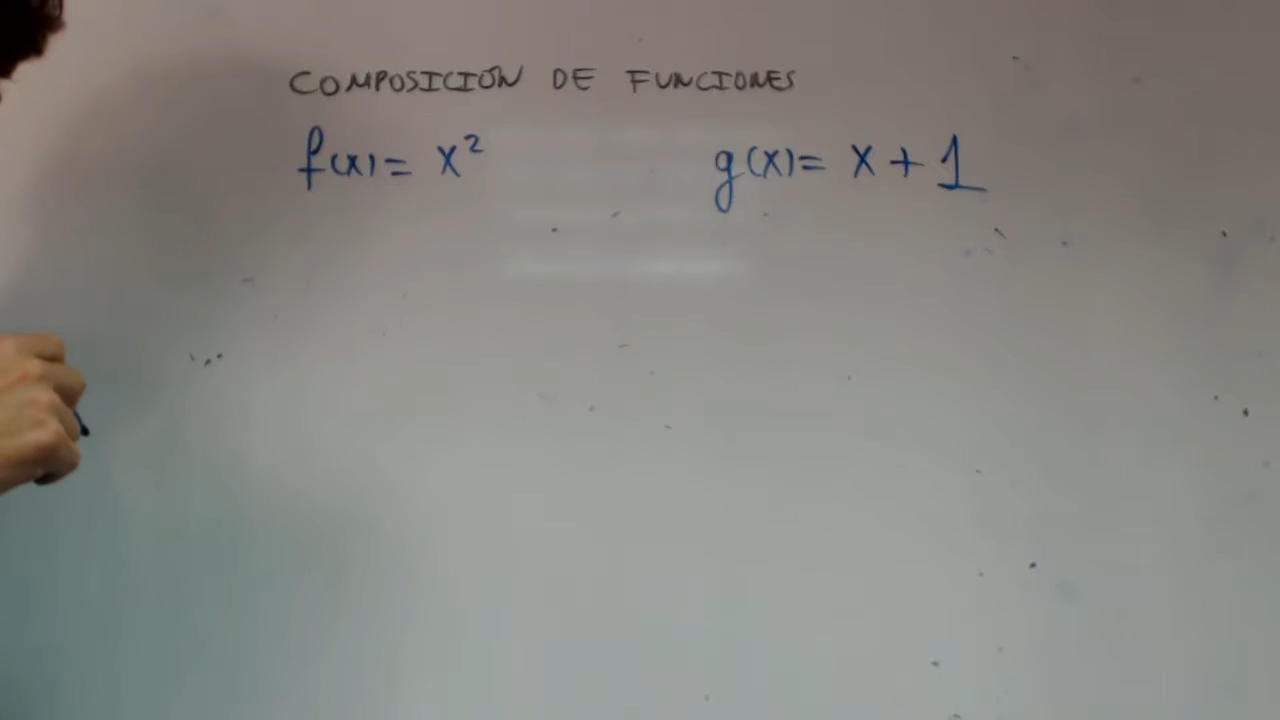 COMPOSICIÓN DE FUNCIONES
f(x) = x² g(x) = x + 1